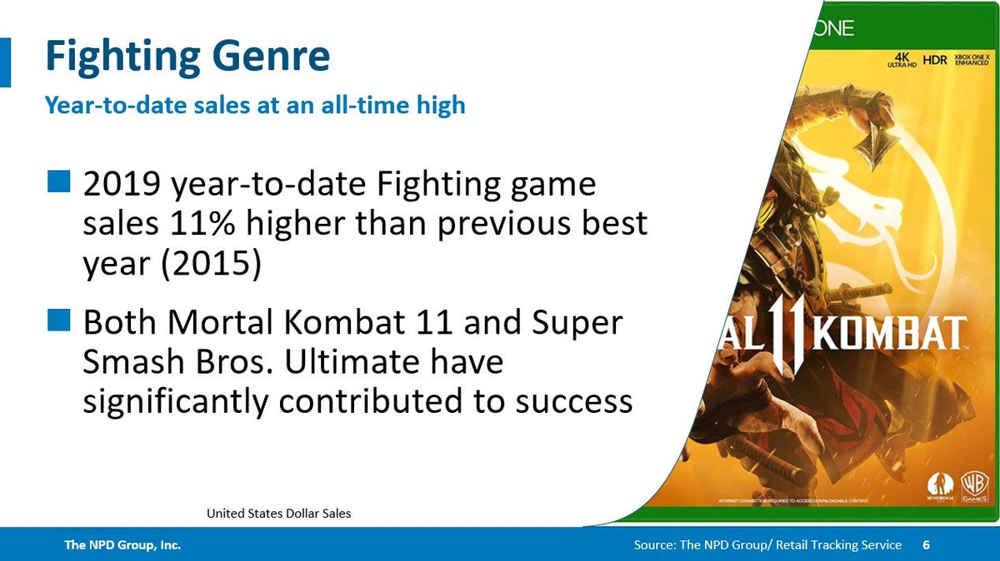 Fighting Genre
Year-to-date sales at an all-time high
2019 year-to-date Fighting game
sales 11% higher than previous best
year (2015)
Both Mortal Kombat 11 and Super
Smash Bros. Ultimate have
significantly contributed to success
United States Dollar Sales
The NPD Group, Inc.
Source: The NPD Group/ Retail Tracking Service
6
ONE
4K
ULTRA HD
HDR
XBOX ONE X
ENHANCED
AL 11 KOMBAT™
INTERNET CONNECTION REQUIRED TO ACCESS DOWNLOADABLE CONTENT.
WB
GAMES